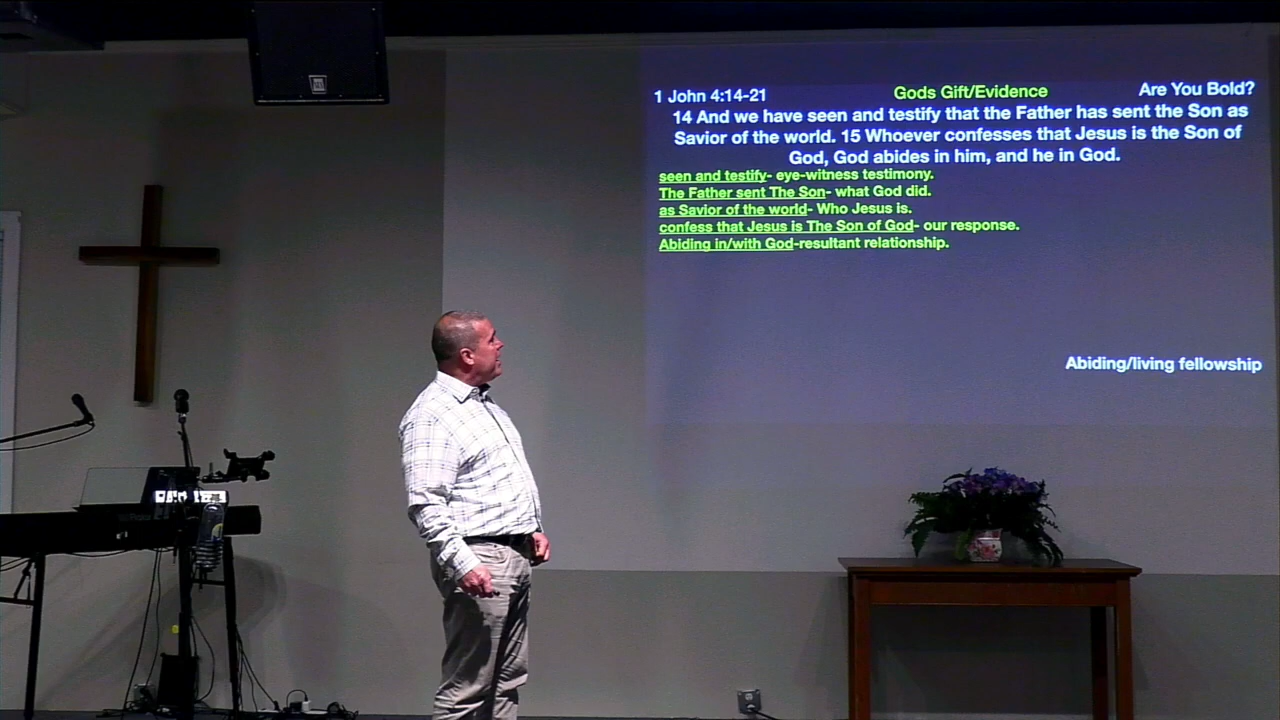 1 John 4:14-21 Gods Gift/Evidence Are You Bold?
14 And we have seen and testify that the Father has sent the Son as
Savior of the world. 15 Whoever confesses that Jesus is the Son of
God, God abides in him, and he in God.
seen and testify- eye-witness testimony.
The Father sent The Son- what God did.
as Savior of the world- Who Jesus is.
confess that Jesus is The Son of God- our response.
Abiding in/with God-resultant relationship.
Abiding/living fellowship